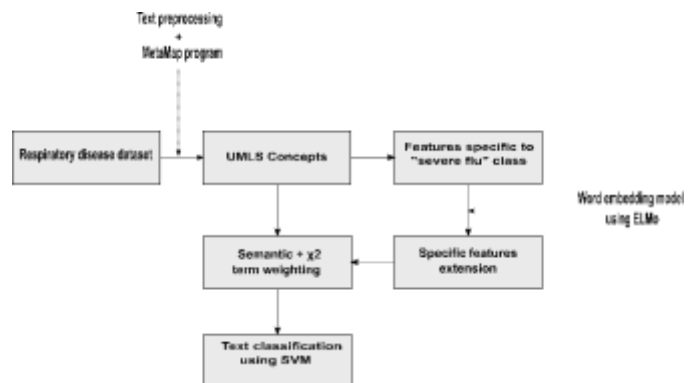 Text preprocessing
+
MetaMap program
Respiratory disease dataset
UMLS Concepts
Features specific to
"severe flu" class
Word embedding model
using ELMo
Semantic + χ2
term weighting
Specific features
extension
Text classification
using SVM